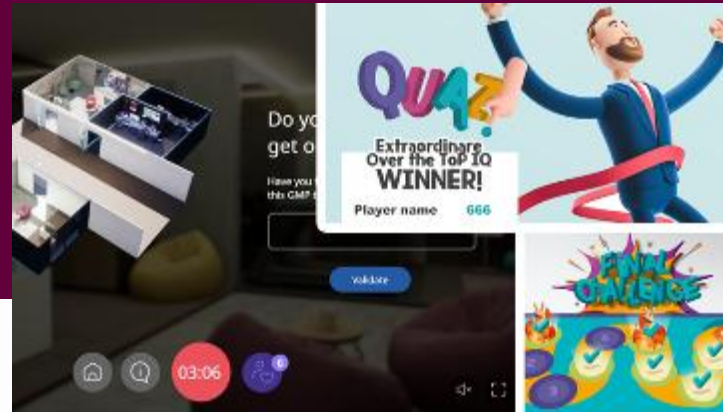 Do yo
get o
Have you
this GMP
Validate
03:06
0
QUAZ!
Extraordinare
Over the ToP IQ
WINNER!
Player name 666
FINAL
CHALLENGE